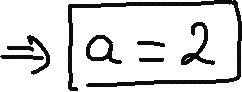 ⇒ a = 2